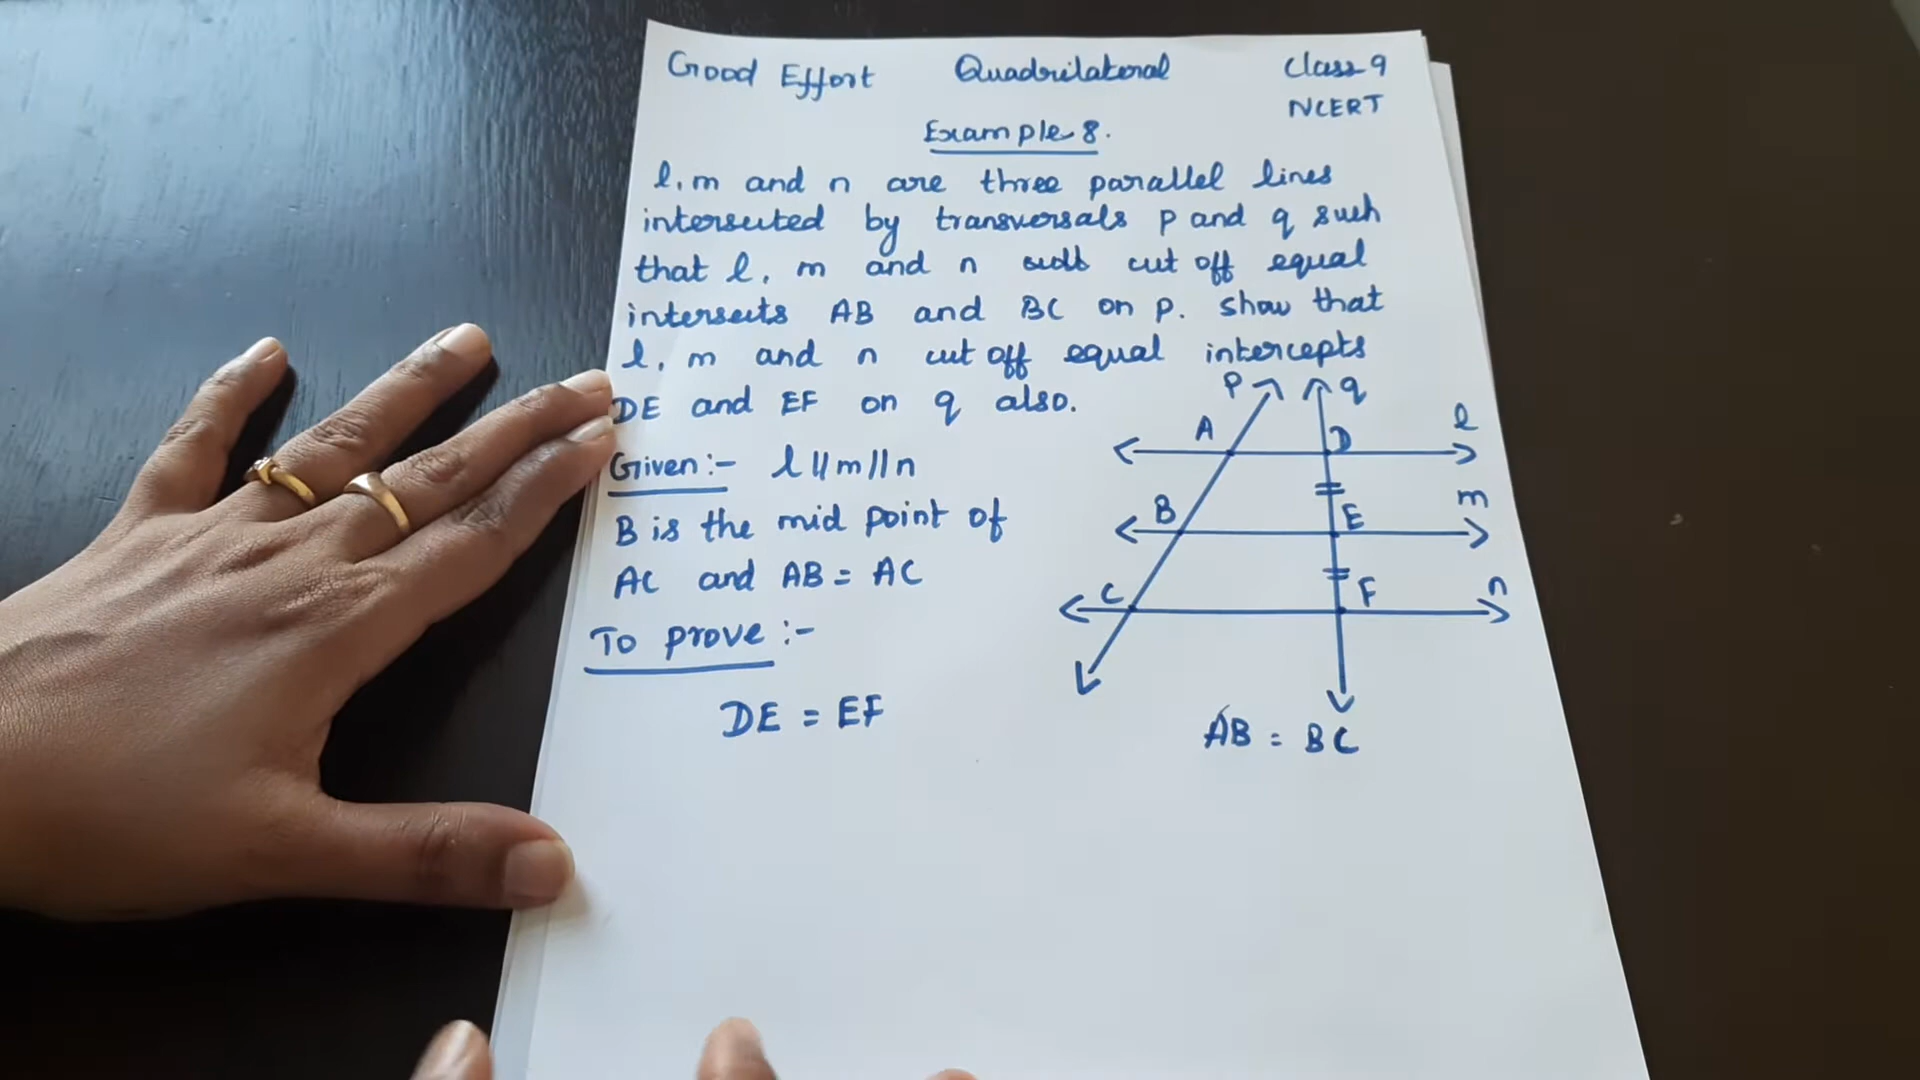 Good Effort Quadrilateral Class 9
NCERT
Example 8.
l, m and n are three parallel lines
intersected by transversals p and q such
that l, m and n cut off equal
intersects AB and BC on p. show that
l, m and n cut off equal intercepts
DE and EF on q also.
Given:- l || m || n
B is the mid point of
AC and AB = AC
To prove :-
DE = EF
P q
A D l
B E m
C F n
AB = BC